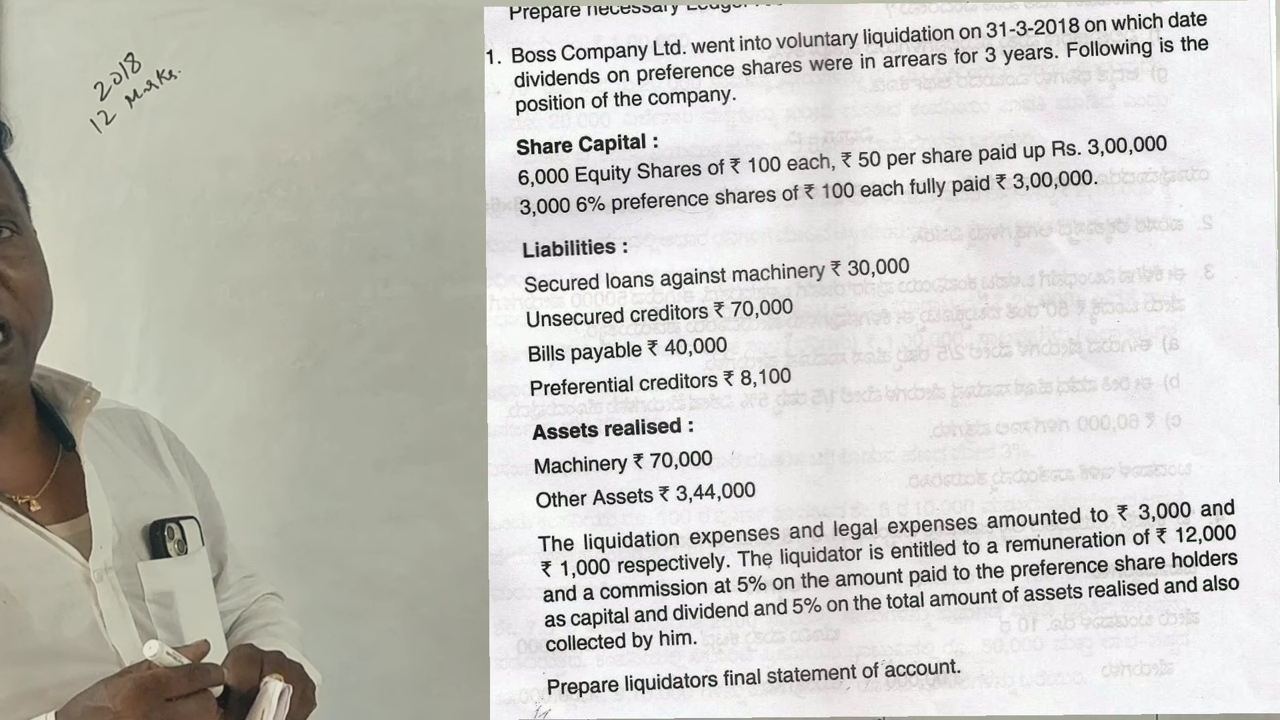 2018
12 Marks.
Prepare necessary Ledger
1. Boss Company Ltd. went into voluntary liquidation on 31-3-2018 on which date
dividends on preference shares were in arrears for 3 years. Following is the
position of the company.
Share Capital :
6,000 Equity Shares of ₹ 100 each, ₹ 50 per share paid up Rs. 3,00,000
3,000 6% preference shares of ₹ 100 each fully paid ₹ 3,00,000.
Liabilities :
Secured loans against machinery ₹ 30,000
Unsecured creditors ₹ 70,000
Bills payable ₹ 40,000
Preferential creditors ₹ 8,100
Assets realised :
Machinery ₹ 70,000
Other Assets ₹ 3,44,000
The liquidation expenses and legal expenses amounted to ₹ 3,000 and
₹ 1,000 respectively. The liquidator is entitled to a remuneration of ₹ 12,000
and a commission at 5% on the amount paid to the preference share holders
as capital and dividend and 5% on the total amount of assets realised and also
collected by him.
Prepare liquidators final statement of account.